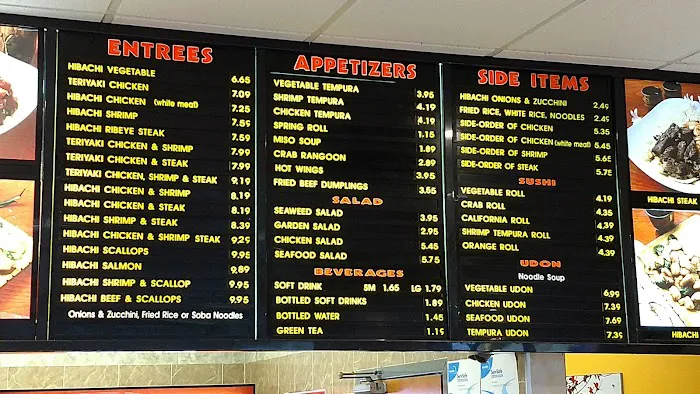 ENTREES
HIBACHI VEGETABLE 6.65
TERIYAKI CHICKEN 7.09
HIBACHI CHICKEN (white meat) 7.25
HIBACHI SHRIMP 7.59
HIBACHI RIBEYE STEAK 7.59
TERIYAKI CHICKEN & SHRIMP 7.99
TERIYAKI CHICKEN & STEAK 7.99
TERIYAKI CHICKEN, SHRIMP & STEAK 9.19
HIBACHI CHICKEN & SHRIMP 8.19
HIBACHI CHICKEN & STEAK 8.19
HIBACHI SHRIMP & STEAK 8.39
HIBACHI CHICKEN & SHRIMP STEAK 9.29
HIBACHI SCALLOPS 9.95
HIBACHI SALMON 9.89
HIBACHI SHRIMP & SCALLOP 9.95
HIBACHI BEEF & SCALLOPS 9.95
Onions & Zucchini, Fried Rice or Soba Noodles
APPETIZERS
VEGETABLE TEMPURA 3.95
SHRIMP TEMPURA 4.19
CHICKEN TEMPURA 4.19
SPRING ROLL 1.15
MISO SOUP 1.89
CRAB RANGOON 2.89
HOT WINGS 3.95
FRIED BEEF DUMPLINGS 3.55
SALAD
SEAWEED SALAD 3.95
GARDEN SALAD 2.95
CHICKEN SALAD 5.45
SEAFOOD SALAD 5.75
BEVERAGES
SOFT DRINK SM 1.65 LG 1.79
BOTTLED SOFT DRINKS 1.89
BOTTLED WATER 1.45
GREEN TEA 1.19
SIDE ITEMS
HIBACHI ONIONS & ZUCCHINI 2.49
FRIED RICE, WHITE RICE, NOODLES 2.49
SIDE-ORDER OF CHICKEN 5.35
SIDE-ORDER OF CHICKEN (white meat) 5.45
SIDE-ORDER OF SHRIMP 5.65
SIDE-ORDER OF STEAK 5.75
SUSHI
VEGETABLE ROLL 4.19
CRAB ROLL 4.35
CALIFORNIA ROLL 4.39
SHRIMP TEMPURA ROLL 4.39
ORANGE ROLL 4.39
UDON
Noodle Soup
VEGETABLE UDON 6.99
CHICKEN UDON 7.39
SEAFOOD UDON 7.69
TEMPURA UDON 7.39
HIBACHI STEAK
HIBACHI